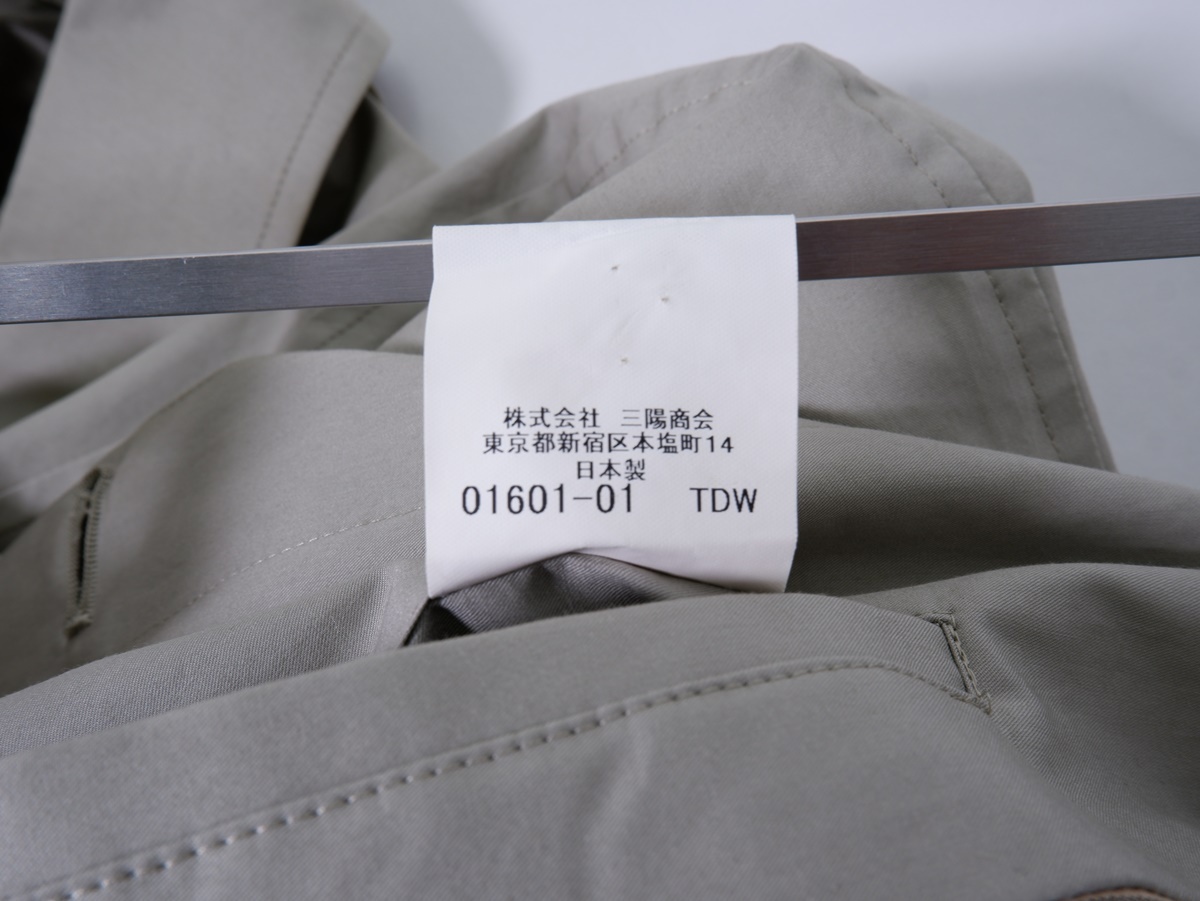 株式会社 三陽商会
東京都新宿区本塩町14
日本製
01601-01 TDW